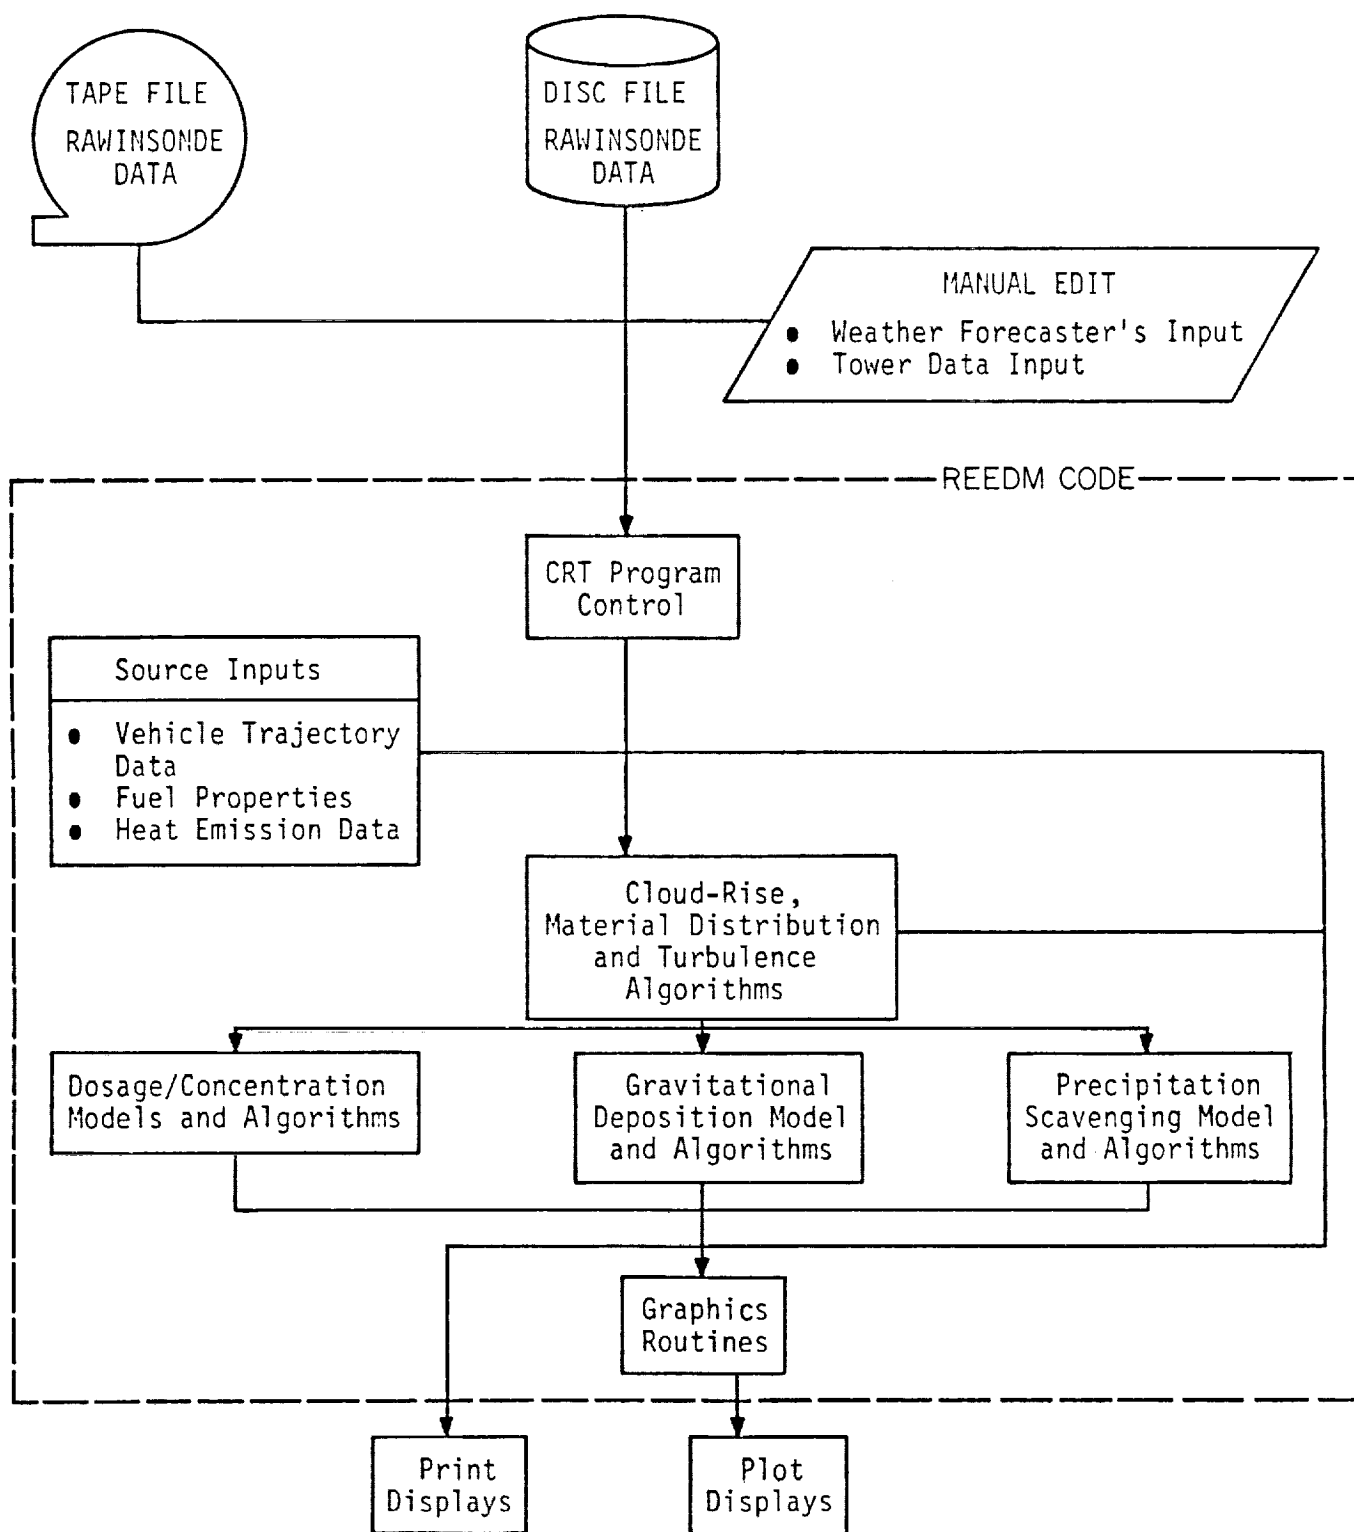 TAPE FILE
RAWINSONDE
DATA
DISC FILE
RAWINSONDE
DATA
MANUAL EDIT
● Weather Forecaster's Input
● Tower Data Input
REEDM CODE
CRT Program
Control
Source Inputs
● Vehicle Trajectory
Data
● Fuel Properties
● Heat Emission Data
Cloud-Rise,
Material Distribution
and Turbulence
Algorithms
Dosage/Concentration
Models and Algorithms
Gravitational
Deposition Model
and Algorithms
Precipitation
Scavenging Model
and Algorithms
Graphics
Routines
Print
Displays
Plot
Displays